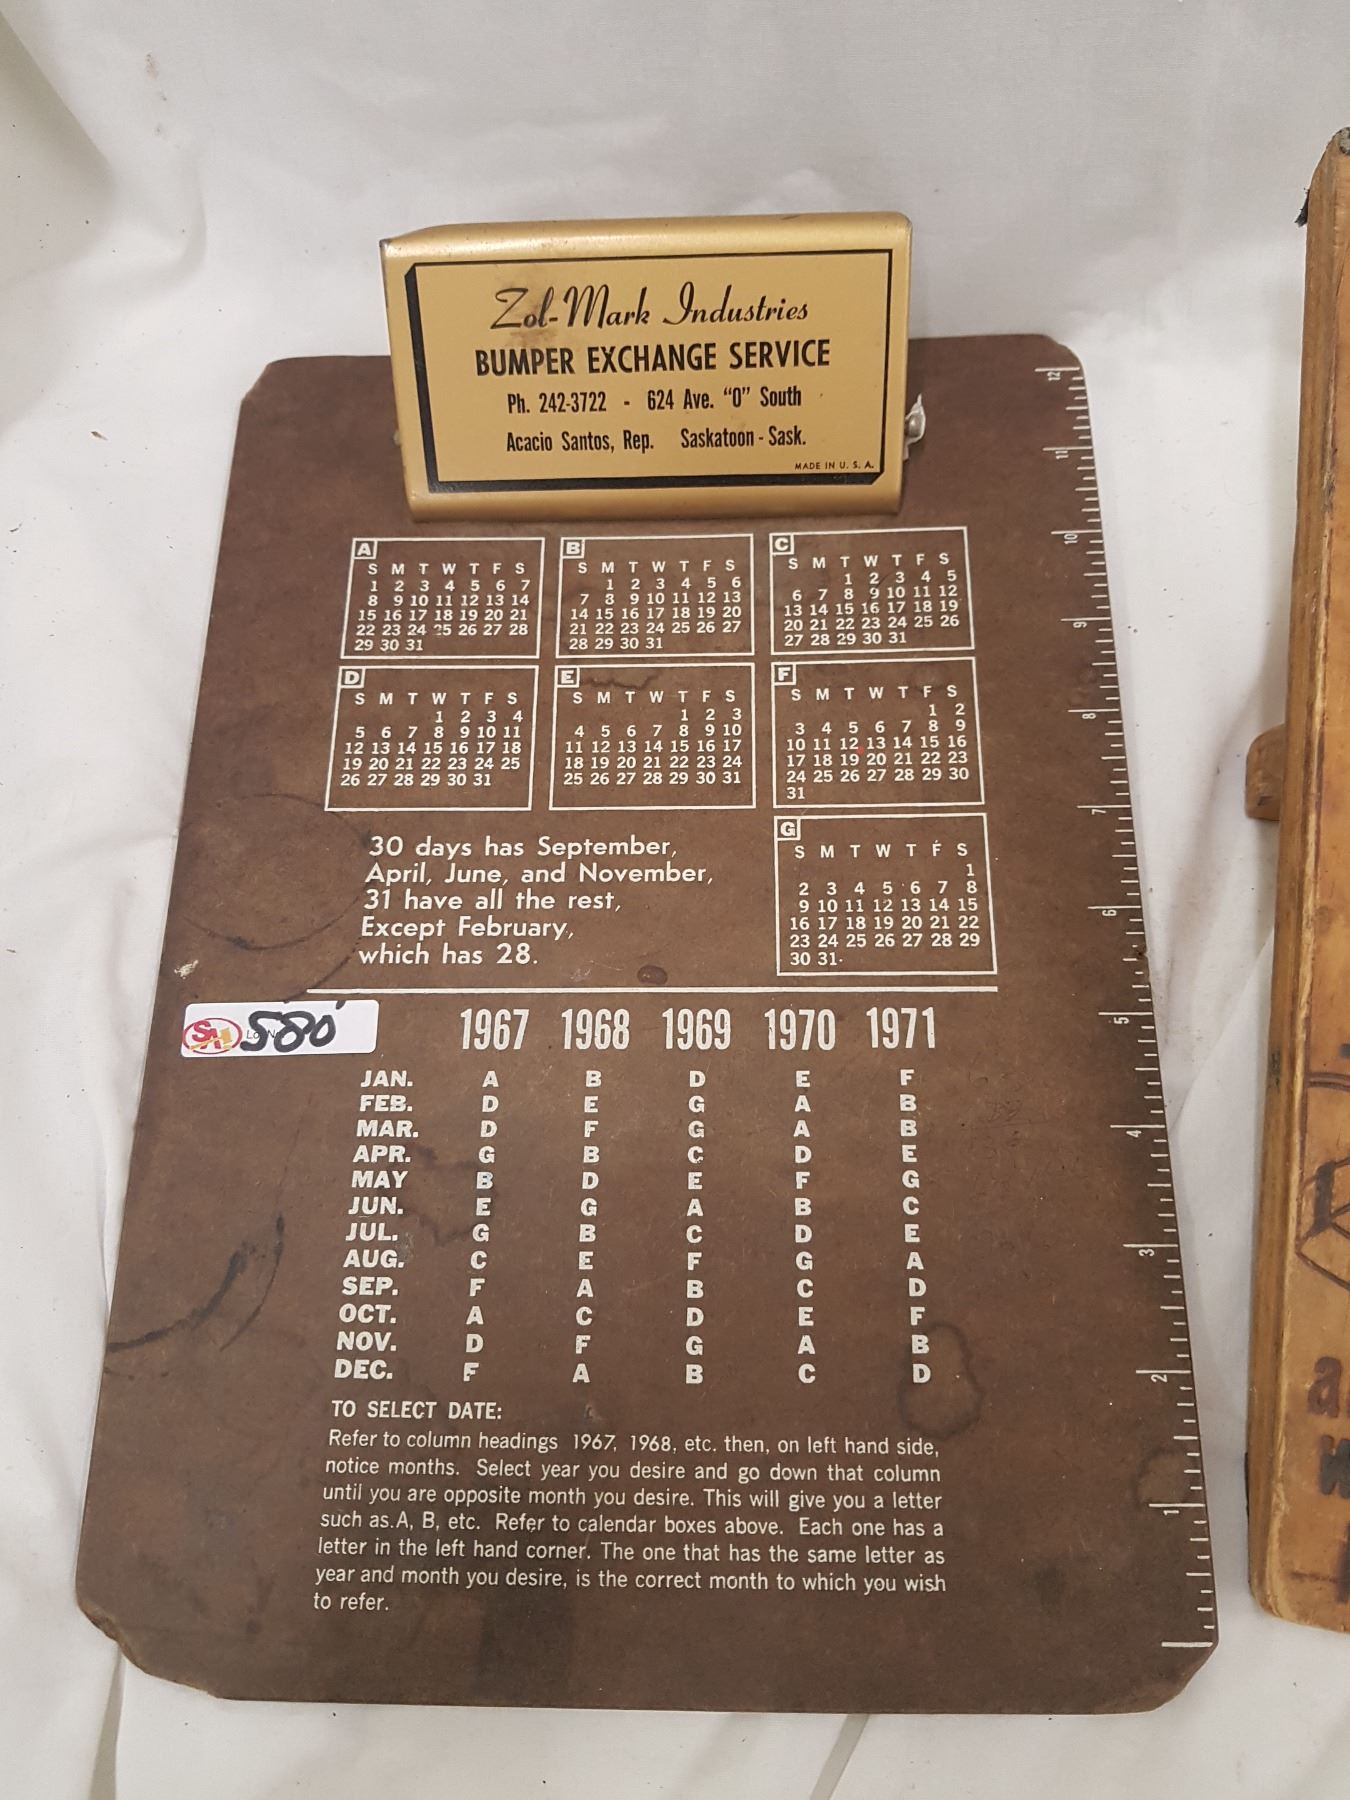 Zol-Mark Industries
BUMPER EXCHANGE SERVICE
Ph. 242-3722 - 624 Ave. "O" South
Acacio Santos, Rep. Saskatoon - Sask.
MADE IN U. S. A.
A
S M T W T F S
1 2 3 4 5 6 7
8 9 10 11 12 13 14
15 16 17 18 19 20 21
22 23 24 25 26 27 28
29 30 31
B
S M T W T F S
1 2 3 4 5 6
7 8 9 10 11 12 13
14 15 16 17 18 19 20
21 22 23 24 25 26 27
28 29 30 31
C
S M T W T F S
1 2 3 4 5
6 7 8 9 10 11 12
13 14 15 16 17 18 19
20 21 22 23 24 25 26
27 28 29 30 31
D
S M T W T F S
1 2 3 4
5 6 7 8 9 10 11
12 13 14 15 16 17 18
19 20 21 22 23 24 25
26 27 28 29 30 31
E
S M T W T F S
1 2 3
4 5 6 7 8 9 10
11 12 13 14 15 16 17
18 19 20 21 22 23 24
25 26 27 28 29 30 31
F
S M T W T F S
1 2
3 4 5 6 7 8 9
10 11 12 13 14 15 16
17 18 19 20 21 22 23
24 25 26 27 28 29 30
31
G
S M T W T F S
1
2 3 4 5 6 7 8
9 10 11 12 13 14 15
16 17 18 19 20 21 22
23 24 25 26 27 28 29
30 31
30 days has September,
April, June, and November,
31 have all the rest,
Except February,
which has 28.
580
1967 1968 1969 1970 1971
JAN. A B D E F
FEB. D E G A B
MAR. D F G A B
APR. G B C D E
MAY B D E F G
JUN. E G A B C
JUL. G B C D E
AUG. C E F G A
SEP. F A B C D
OCT. A C D E F
NOV. D F G A B
DEC. F A B C D
TO SELECT DATE:
Refer to column headings 1967, 1968, etc. then, on left hand side,
notice months. Select year you desire and go down that column
until you are opposite month you desire. This will give you a letter
such as A, B, etc. Refer to calendar boxes above. Each one has a
letter in the left hand corner. The one that has the same letter as
year and month you desire, is the correct month to which you wish
to refer.
12
11
10
9
8
7
6
5
4
3
2
1